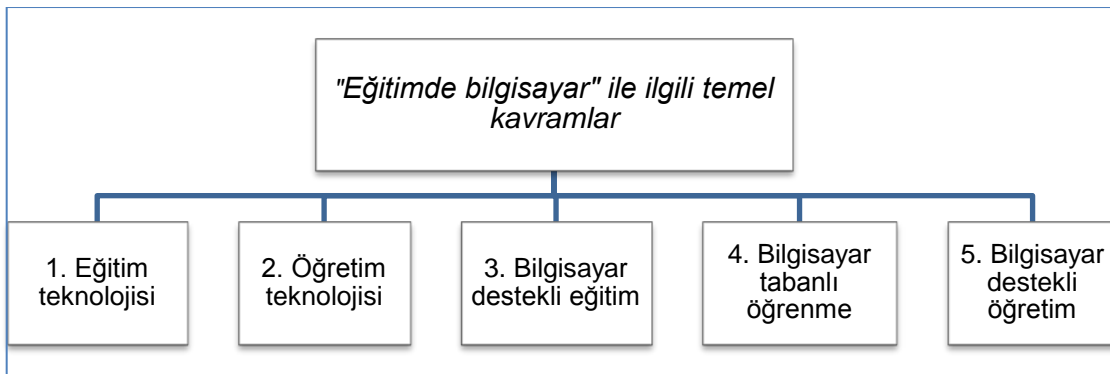 "Eğitimde bilgisayar" ile ilgili temel
kavramlar
1. Eğitim
teknolojisi
2. Öğretim
teknolojisi
3. Bilgisayar
destekli eğitim
4. Bilgisayar
tabanlı
öğrenme
5. Bilgisayar
destekli
öğretim